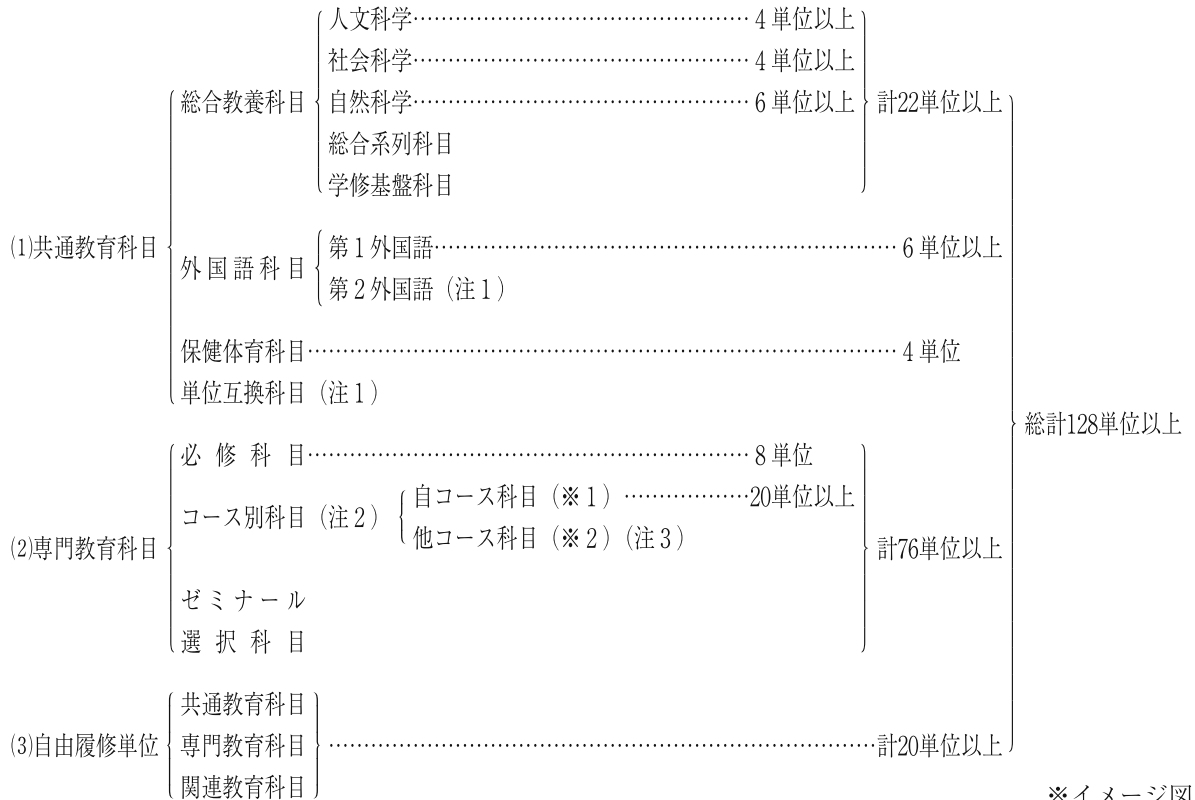 人文科学……………………………………… 4単位以上
社会科学……………………………………… 4単位以上
総合教養科目 自然科学……………………………………… 6単位以上 計22単位以上
総合系列科目
学修基盤科目
(1)共通教育科目
第1外国語…………………………………………………… 6単位以上
外国語科目
第2外国語（注1）
保健体育科目………………………………………………………………… 4単位
単位互換科目（注1）
総計128単位以上
必修科目………………………………………………… 8単位
自コース科目（※1）………………20単位以上
コース別科目（注2）
他コース科目（※2）（注3）
(2)専門教育科目 計76単位以上
ゼミナール
選択科目
共通教育科目
(3)自由履修単位 専門教育科目 ……………………………………………………………計20単位以上
関連教育科目
※イメージ図